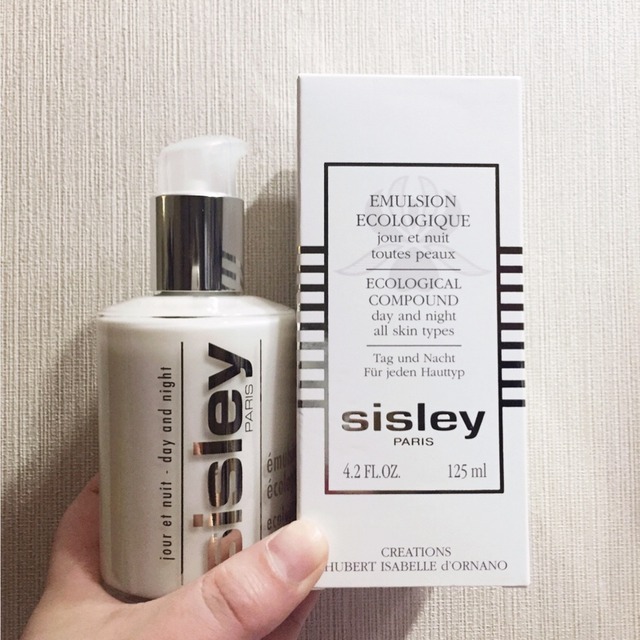 jour et nuit · day and night
sisley
PARIS
EMULSION
ECOLOGIQUE
jour et nuit
toutes peaux
ECOLOGICAL
COMPOUND
day and night
all skin types
Tag und Nacht
Für jeden Hauttyp
sisley
PARIS
4.2 FL.OZ. 125 ml
CREATIONS
HUBERT ISABELLE d'ORNANO